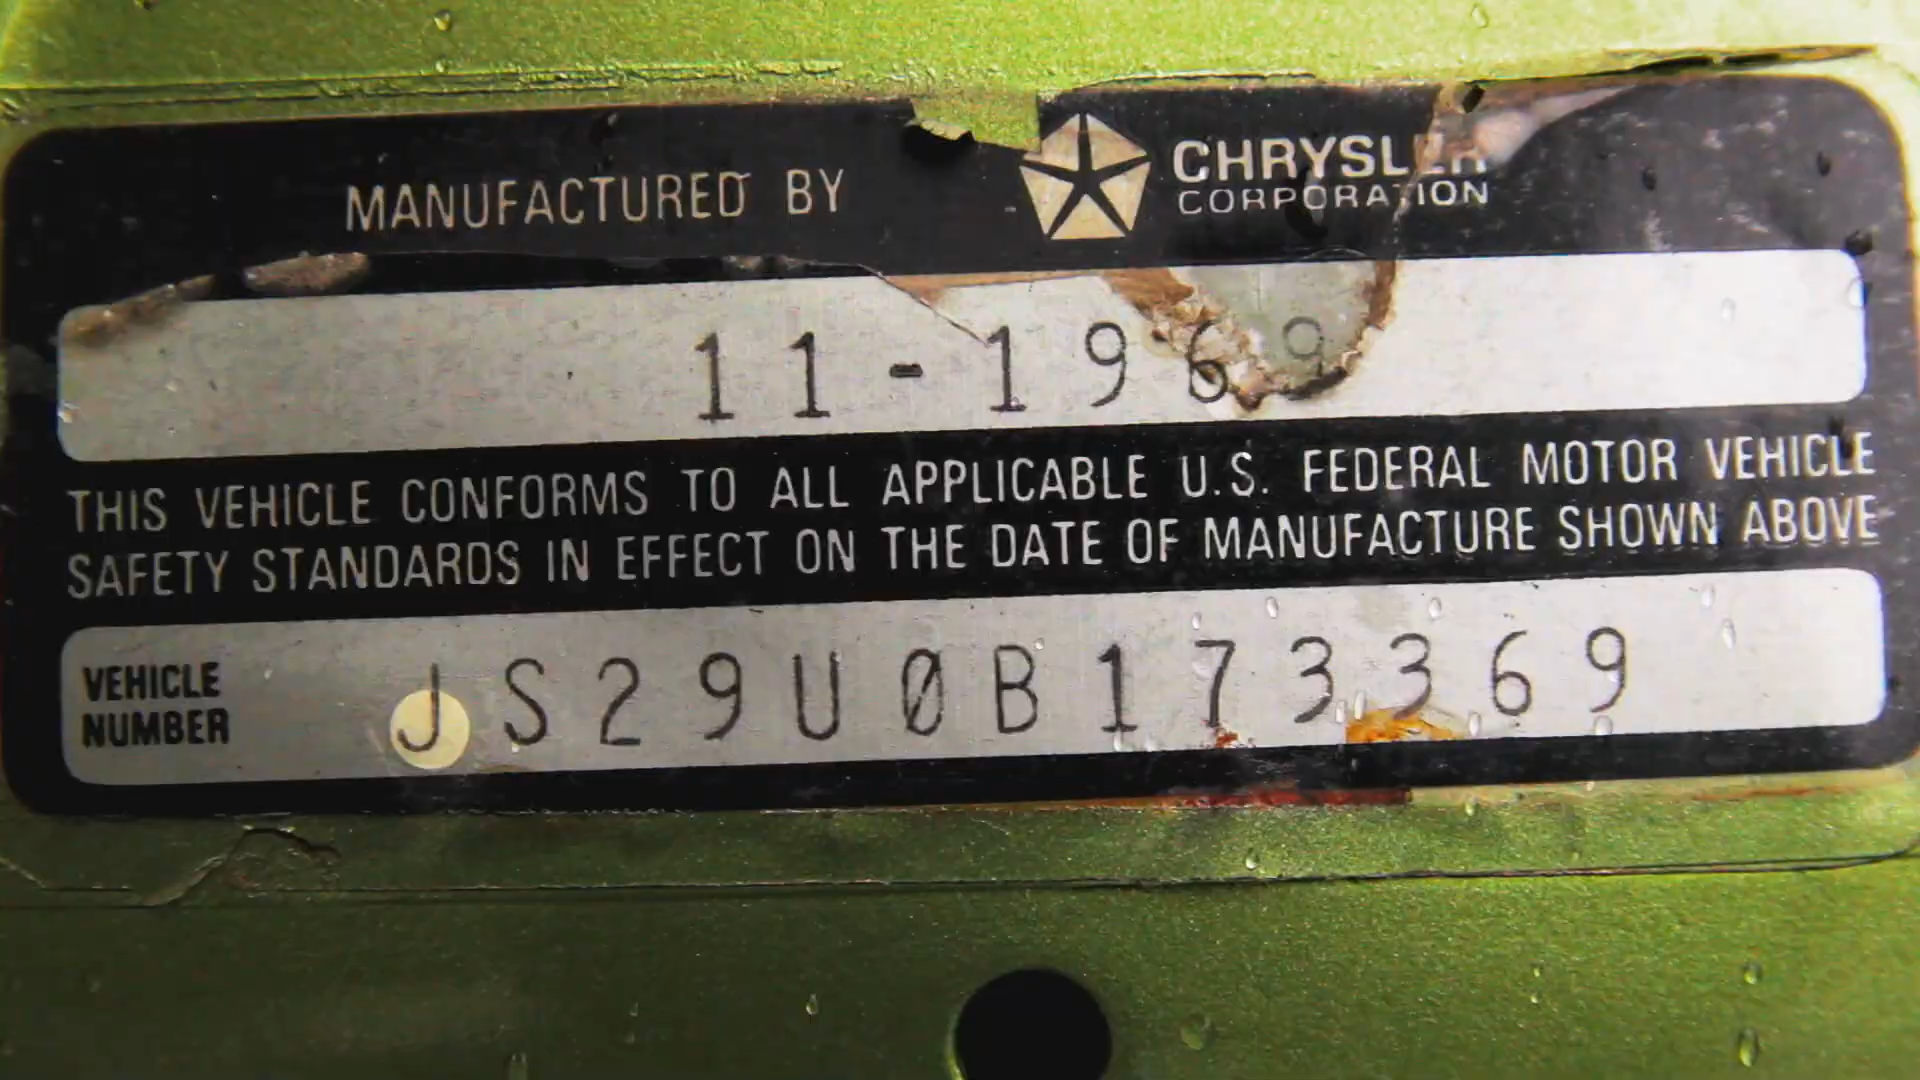 MANUFACTURED BY CHRYSLER
CORPORATION
11-1969
THIS VEHICLE CONFORMS TO ALL APPLICABLE U.S. FEDERAL MOTOR VEHICLE
SAFETY STANDARDS IN EFFECT ON THE DATE OF MANUFACTURE SHOWN ABOVE
VEHICLE
NUMBER
JS29U0B173369